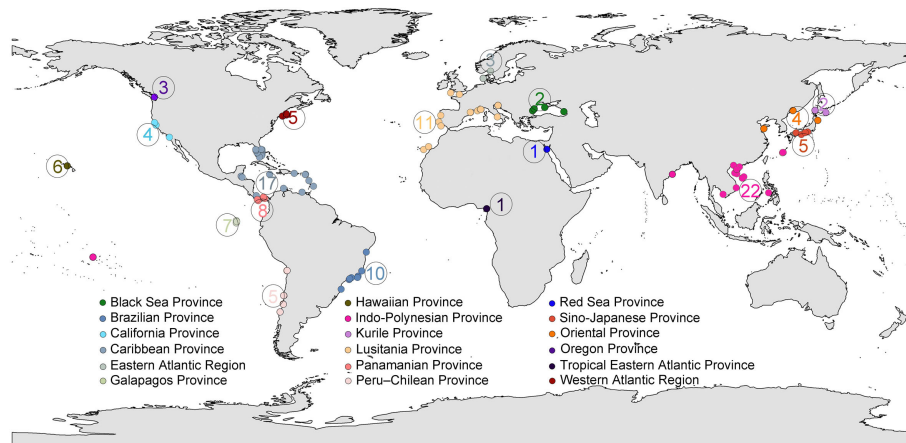 3
3
2
5
4
4
5
11
5
1
6
17
22
8
1
7
10
5
Black Sea Province
Brazilian Province
California Province
Caribbean Province
Eastern Atlantic Region
Galapagos Province
Hawaiian Province
Indo-Polynesian Province
Kurile Province
Lusitania Province
Panamanian Province
Peru–Chilean Province
Red Sea Province
Sino-Japanese Province
Oriental Province
Oregon Province
Tropical Eastern Atlantic Province
Western Atlantic Region